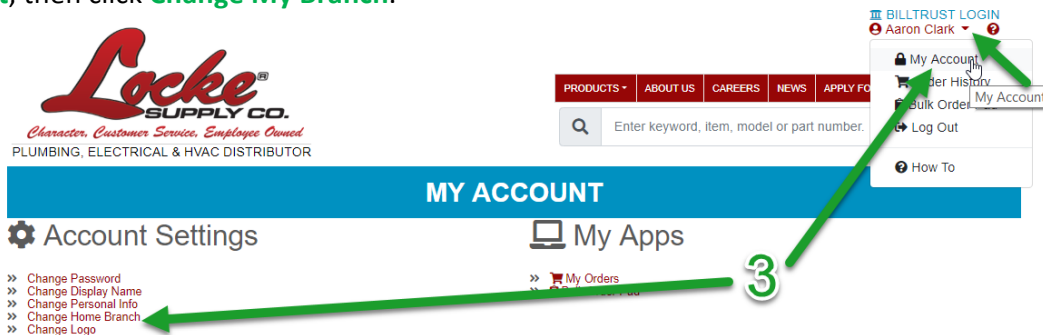 t, then click Change My Branch.
BILLTRUST LOGIN
Aaron Clark
My Account
Order History
Bulk Order
My Account
Log Out
How To
Locke®
SUPPLY CO.
Character, Customer Service, Employee Owned
PLUMBING, ELECTRICAL & HVAC DISTRIBUTOR
PRODUCTS ABOUT US CAREERS NEWS APPLY FO
Enter keyword, item, model or part number.
MY ACCOUNT
Account Settings
» Change Password
» Change Display Name
» Change Personal Info
» Change Home Branch
» Change Logo
My Apps
» My Orders
»
3